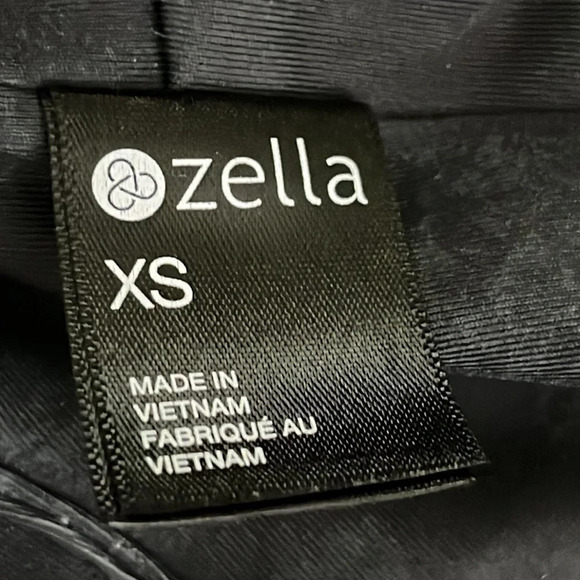 zella
XS
MADE IN
VIETNAM
FABRIQUÉ AU
VIETNAM